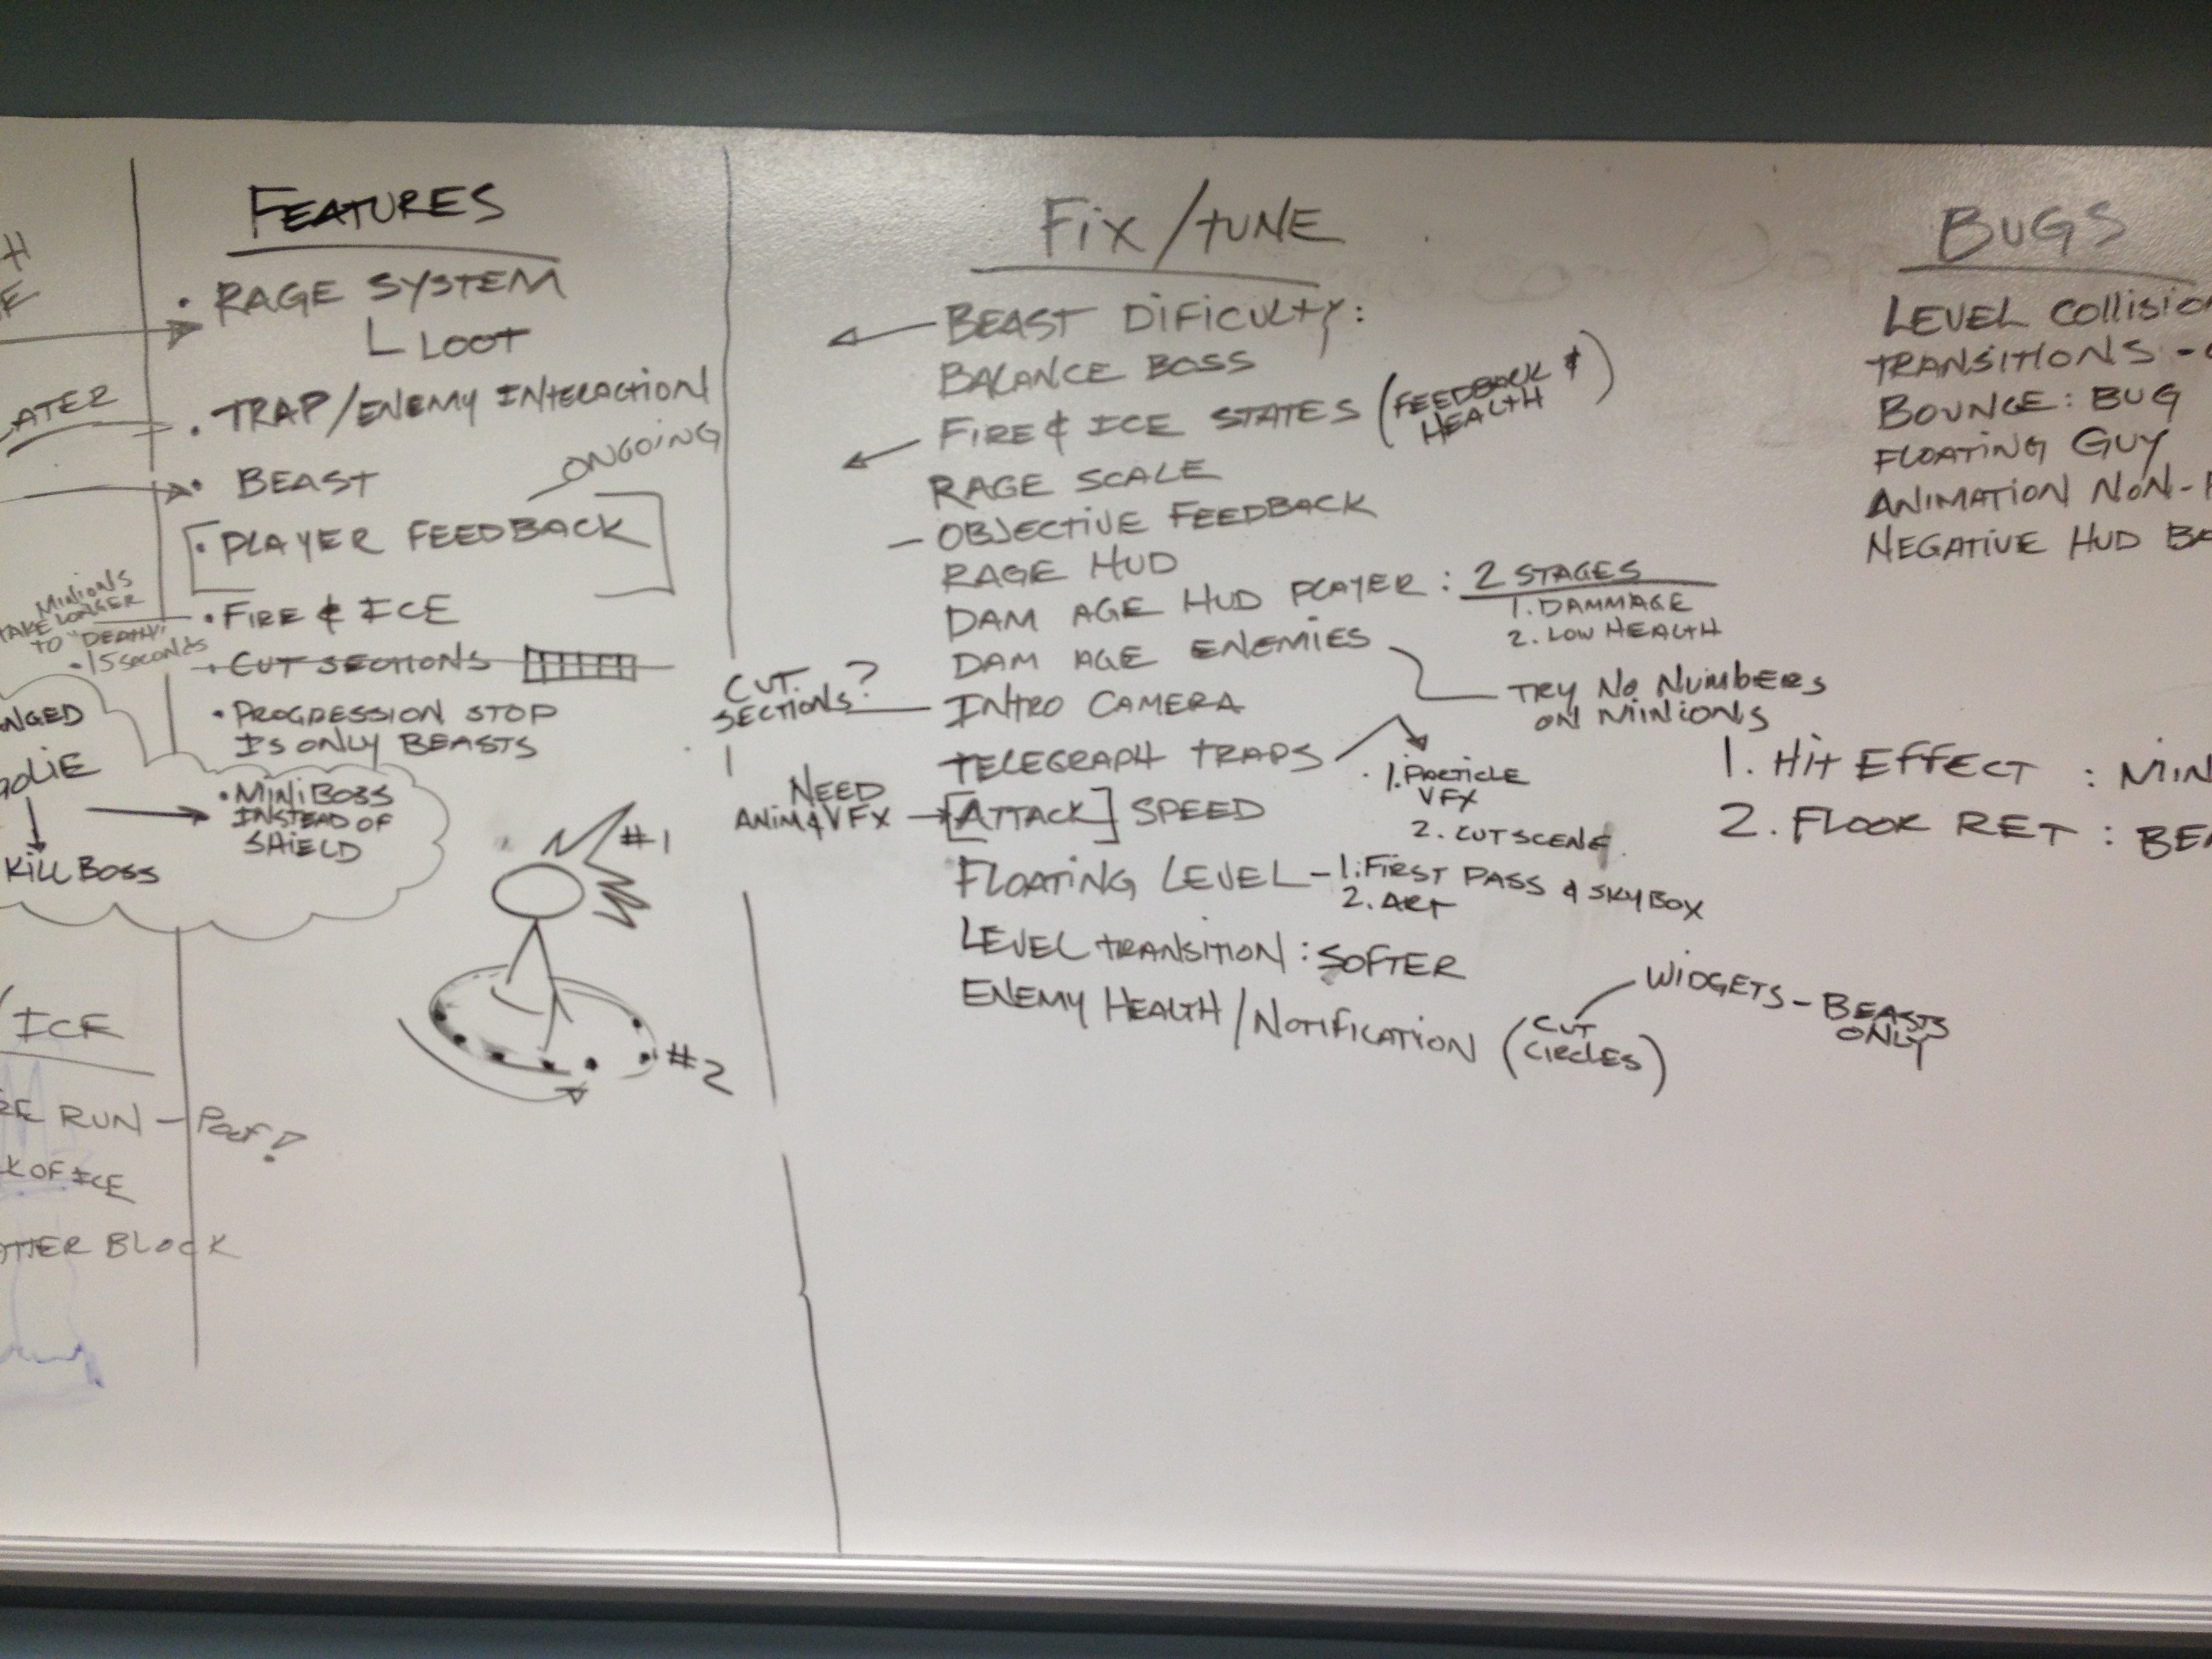 FEATURES
• RAGE SYSTEM
L LOOT
• TRAP/ENEMY INTERACTION
• BEAST
ONGOING
• PLAYER FEEDBACK
• FIRE & ICE
• CUT SECTIONS
• PROGRESSION STOP
IS ONLY BEASTS
• MINIBOSS
INSTEAD OF
SHIELD
#1
#2
ATER
MINIONS
TAKE LONGER
TO "DEATH"
• 15 SECONDS
NGED
KILL BOSS
/ICE
RUN - POOF!
K OF ICE
TTER BLOCK
Fix/TUNE
BEAST DIFICULTY:
BALANCE BOSS
FIRE & ICE STATES (FEEDBACK &
HEALTH)
RAGE SCALE
- OBJECTIVE FEEDBACK
RAGE HUD
DAM AGE HUD PLAYER : 2 STAGES
1. DAMMAGE
2. LOW HEALTH
DAM AGE ENEMIES
TRY NO NUMBERS
ON MINIONS
CUT
SECTIONS?
INTRO CAMERA
TELEGRAPH TRAPS
1. PARTICLE
VFX
2. CUTSCENE
NEED
ANIM & VFX
[ATTACK] SPEED
FLOATING LEVEL - 1. FIRST PASS & SKYBOX
2. ART
LEVEL TRANSITION : SOFTER
ENEMY HEALTH/NOTIFICATION (CUT
CIRCLES)
WIDGETS - BEASTS
ONLY
BUGS
LEVEL COLLISIO
TRANSITIONS -
BOUNCE: BUG
FLOATING GUY
ANIMATION NON-
NEGATIVE HUD BA
1. HIT EFFECT : MIN
2. FLOOR RET : BE